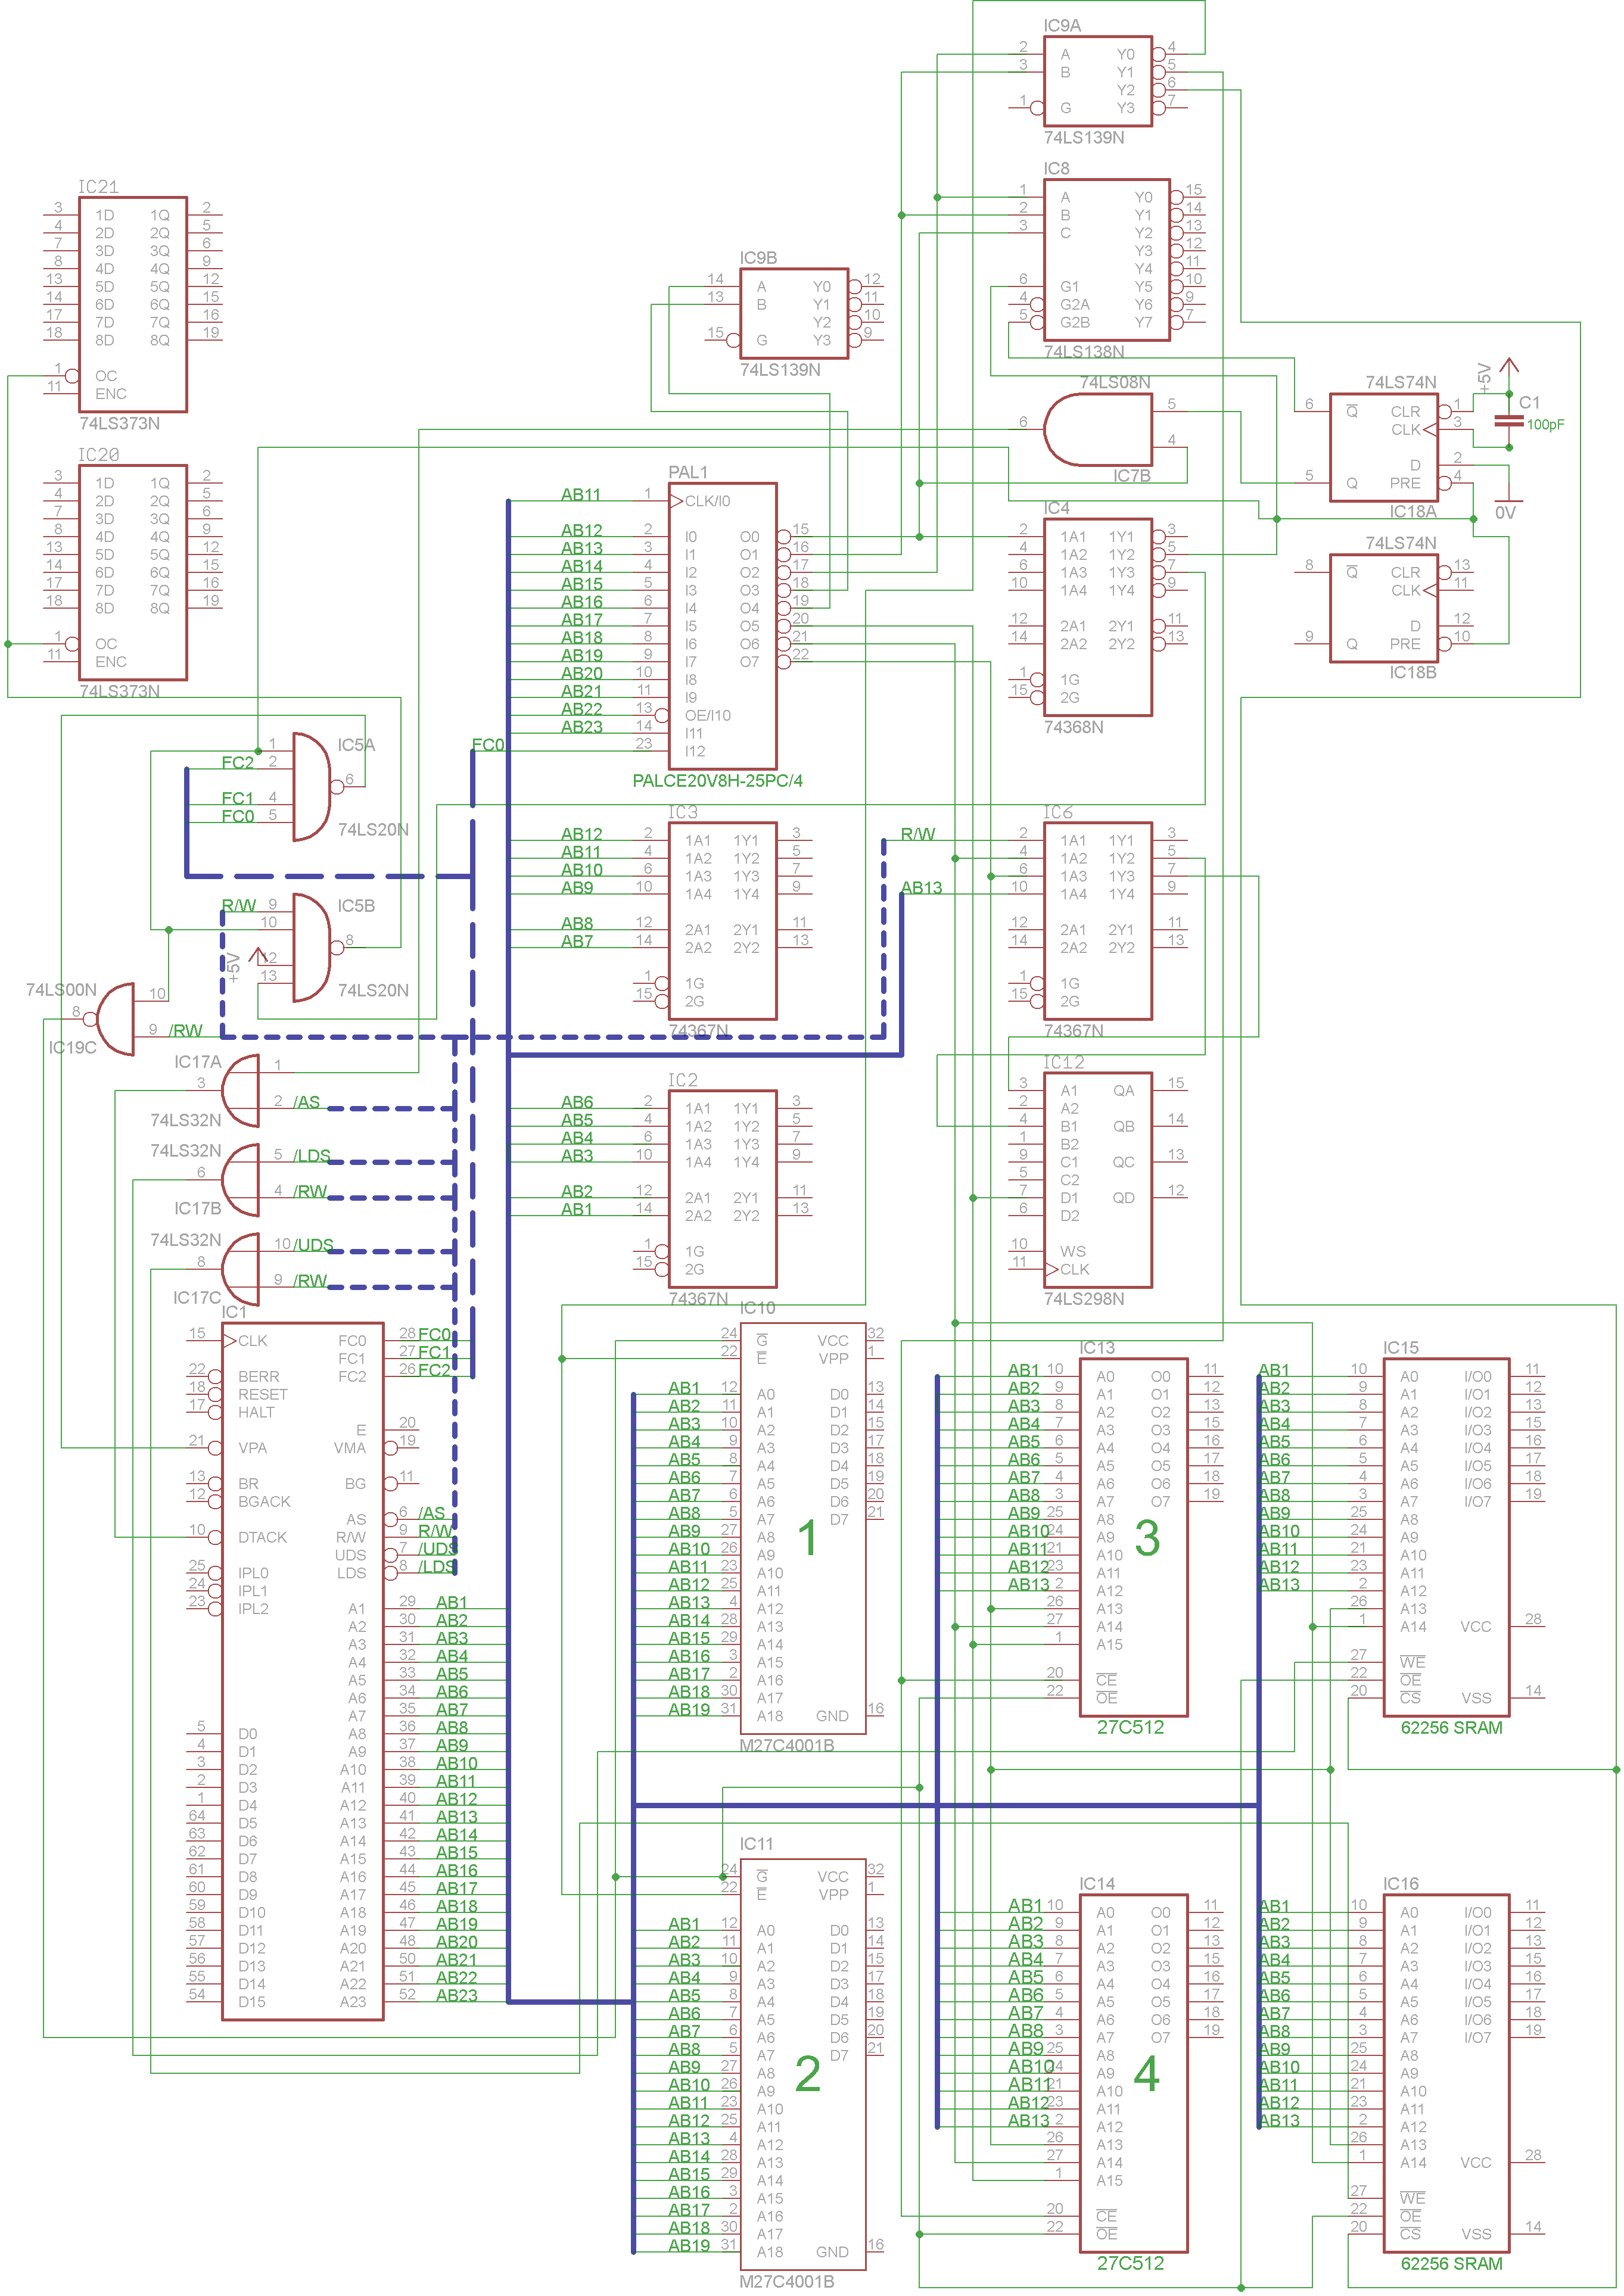 IC9A
2 A Y0 4
3 B Y1 5
Y2 6
1 G Y3 7
74LS139N
IC8
1 A Y0 15
2 B Y1 14
3 C Y2 13
Y3 12
Y4 11
6 G1 Y5 10
4 G2A Y6 9
5 G2B Y7 7
74LS138N
IC21
3 1D 1Q 2
4 2D 2Q 5
7 3D 3Q 6
8 4D 4Q 9
13 5D 5Q 12
14 6D 6Q 15
17 7D 7Q 16
18 8D 8Q 19
1 OC
11 ENC
74LS373N
IC9B
14 A Y0 12
13 B Y1 11
Y2 10
15 G Y3 9
74LS139N
74LS08N
6 5
4
IC7B
74LS74N
6 Q CLR 1
CLK 3
D 2
5 Q PRE 4
IC18A
+5V
C1
100pF
0V
IC20
3 1D 1Q 2
4 2D 2Q 5
7 3D 3Q 6
8 4D 4Q 9
13 5D 5Q 12
14 6D 6Q 15
17 7D 7Q 16
18 8D 8Q 19
1 OC
11 ENC
74LS373N
PAL1
AB11 1 CLK/I0
AB12 2 I0 O0 15
AB13 3 I1 O1 16
AB14 4 I2 O2 17
AB15 5 I3 O3 18
AB16 6 I4 O4 19
AB17 7 I5 O5 20
AB18 8 I6 O6 21
AB19 9 I7 O7 22
AB20 10 I8
AB21 11 I9
AB22 13 OE/I10
AB23 14 I11
FC0 23 I12
PALCE20V8H-25PC/4
IC4
2 1A1 1Y1 3
4 1A2 1Y2 5
6 1A3 1Y3 7
10 1A4 1Y4 9
12 2A1 2Y1 11
14 2A2 2Y2 13
1 1G
15 2G
74368N
74LS74N
8 Q CLR 13
CLK 11
D 12
9 Q PRE 10
IC18B
1 IC5A
FC2 2
6
FC1 4
FC0 5
74LS20N
R/W 9 IC5B
10
8
+5V 12
13
74LS20N
74LS00N
10
8
9 /RW
IC19C
IC3
AB12 2 1A1 1Y1 3
AB11 4 1A2 1Y2 5
AB10 6 1A3 1Y3 7
AB9 10 1A4 1Y4 9
AB8 12 2A1 2Y1 11
AB7 14 2A2 2Y2 13
1 1G
15 2G
74367N
IC6
R/W 2 1A1 1Y1 3
4 1A2 1Y2 5
6 1A3 1Y3 7
AB13 10 1A4 1Y4 9
12 2A1 2Y1 11
14 2A2 2Y2 13
1 1G
15 2G
74367N
IC17A 1
3
2 /AS
74LS32N
74LS32N
5 /LDS
6
4 /RW
IC17B
74LS32N
10 /UDS
8
9 /RW
IC17C
IC2
AB6 2 1A1 1Y1 3
AB5 4 1A2 1Y2 5
AB4 6 1A3 1Y3 7
AB3 10 1A4 1Y4 9
AB2 12 2A1 2Y1 11
AB1 14 2A2 2Y2 13
1 1G
15 2G
74367N
IC12
3 A1 QA 15
2 A2
4 B1 QB 14
1 B2
9 C1 QC 13
5 C2
7 D1 QD 12
6 D2
10 WS
11 CLK
74LS298N
IC1
15 CLK FC0 28 FC0
FC1 27 FC1
22 BERR FC2 26 FC2
18 RESET
17 HALT
E 20
21 VPA VMA 19
13 BR BG 11
12 BGACK
AS 6 /AS
10 DTACK R/W 9 R/W
UDS 7 /UDS
25 IPL0 LDS 8 /LDS
24 IPL1
23 IPL2 A1 29 AB1
A2 30 AB2
A3 31 AB3
A4 32 AB4
A5 33 AB5
A6 34 AB6
A7 35 AB7
5 D0 A8 36 AB8
4 D1 A9 37 AB9
3 D2 A10 38 AB10
2 D3 A11 39 AB11
1 D4 A12 40 AB12
64 D5 A13 41 AB13
63 D6 A14 42 AB14
62 D7 A15 43 AB15
61 D8 A16 44 AB16
60 D9 A17 45 AB17
59 D10 A18 46 AB18
58 D11 A19 47 AB19
57 D12 A20 48 AB20
56 D13 A21 50 AB21
55 D14 A22 51 AB22
54 D15 A23 52 AB23
IC10
24 G VCC 32
22 E VPP 1
AB1 12 A0 D0 13
AB2 11 A1 D1 14
AB3 10 A2 D2 15
AB4 9 A3 D3 17
AB5 8 A4 D4 18
AB6 7 A5 D5 19
AB7 6 A6 D6 20
AB8 5 A7 D7 21
AB9 27 A8
AB10 26 A9
AB11 23 A10
AB12 25 A11
AB13 4 A12
AB14 28 A13
AB15 29 A14
AB16 3 A15
AB17 2 A16
AB18 30 A17
AB19 31 A18 GND 16
1
M27C4001B
IC13
AB1 10 A0 O0 11
AB2 9 A1 O1 12
AB3 8 A2 O2 13
AB4 7 A3 O3 15
AB5 6 A4 O4 16
AB6 5 A5 O5 17
AB7 4 A6 O6 18
AB8 3 A7 O7 19
AB9 25 A8
AB10 24 A9
AB11 21 A10
AB12 23 A11
AB13 2 A12
26 A13
27 A14
1 A15
20 CE
22 OE
3
27C512
IC15
AB1 10 A0 I/O0 11
AB2 9 A1 I/O1 12
AB3 8 A2 I/O2 13
AB4 7 A3 I/O3 15
AB5 6 A4 I/O4 16
AB6 5 A5 I/O5 17
AB7 4 A6 I/O6 18
AB8 3 A7 I/O7 19
AB9 25 A8
AB10 24 A9
AB11 21 A10
AB12 23 A11
AB13 2 A12
26 A13
1 A14 VCC 28
27 WE
22 OE
20 CS VSS 14
62256 SRAM
IC11
24 G VCC 32
22 E VPP 1
AB1 12 A0 D0 13
AB2 11 A1 D1 14
AB3 10 A2 D2 15
AB4 9 A3 D3 17
AB5 8 A4 D4 18
AB6 7 A5 D5 19
AB7 6 A6 D6 20
AB8 5 A7 D7 21
AB9 27 A8
AB10 26 A9
AB11 23 A10
AB12 25 A11
AB13 4 A12
AB14 28 A13
AB15 29 A14
AB16 3 A15
AB17 2 A16
AB18 30 A17
AB19 31 A18 GND 16
2
M27C4001B
IC14
AB1 10 A0 O0 11
AB2 9 A1 O1 12
AB3 8 A2 O2 13
AB4 7 A3 O3 15
AB5 6 A4 O4 16
AB6 5 A5 O5 17
AB7 4 A6 O6 18
AB8 3 A7 O7 19
AB9 25 A8
AB10 24 A9
AB11 21 A10
AB12 23 A11
AB13 2 A12
26 A13
27 A14
1 A15
20 CE
22 OE
4
27C512
IC16
AB1 10 A0 I/O0 11
AB2 9 A1 I/O1 12
AB3 8 A2 I/O2 13
AB4 7 A3 I/O3 15
AB5 6 A4 I/O4 16
AB6 5 A5 I/O5 17
AB7 4 A6 I/O6 18
AB8 3 A7 I/O7 19
AB9 25 A8
AB10 24 A9
AB11 21 A10
AB12 23 A11
AB13 2 A12
26 A13
1 A14 VCC 28
27 WE
22 OE
20 CS VSS 14
62256 SRAM